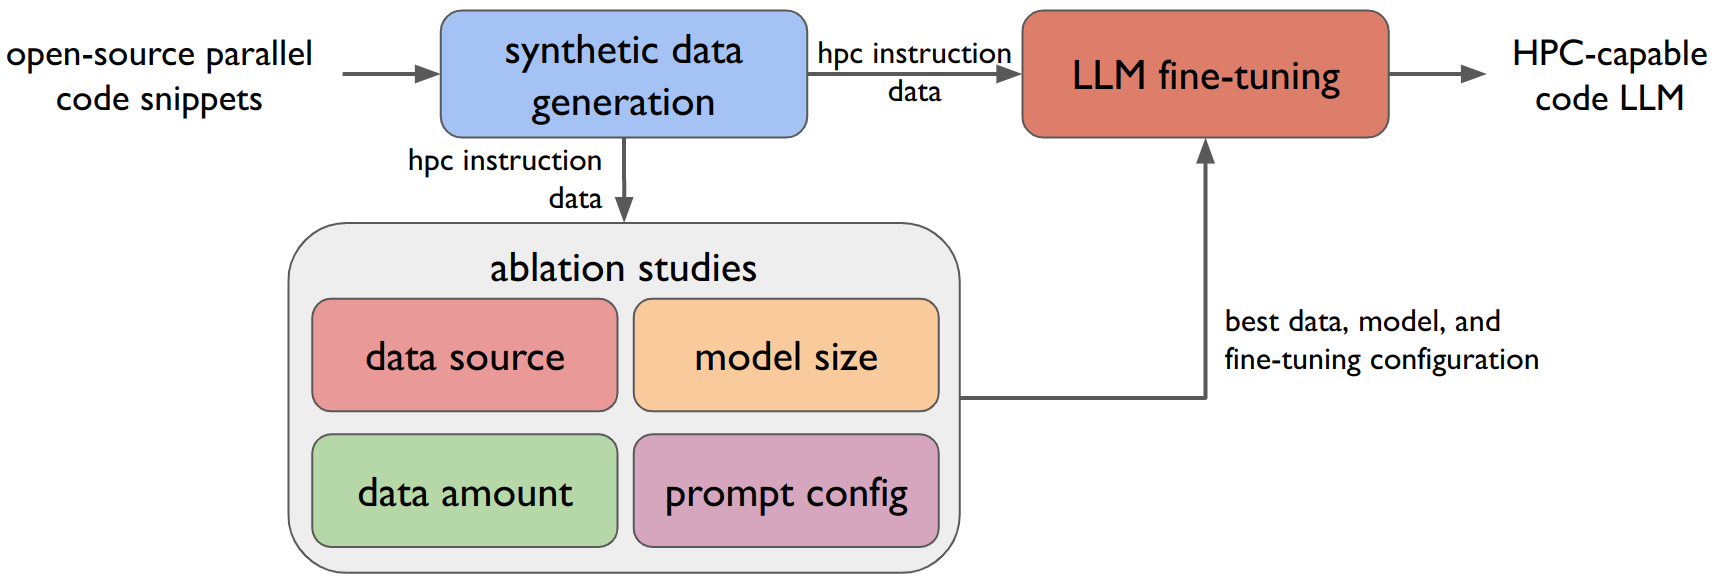 open-source parallel
code snippets
synthetic data
generation
hpc instruction
data
LLM fine-tuning
HPC-capable
code LLM
hpc instruction
data
ablation studies
data source
model size
data amount
prompt config
best data, model, and
fine-tuning configuration